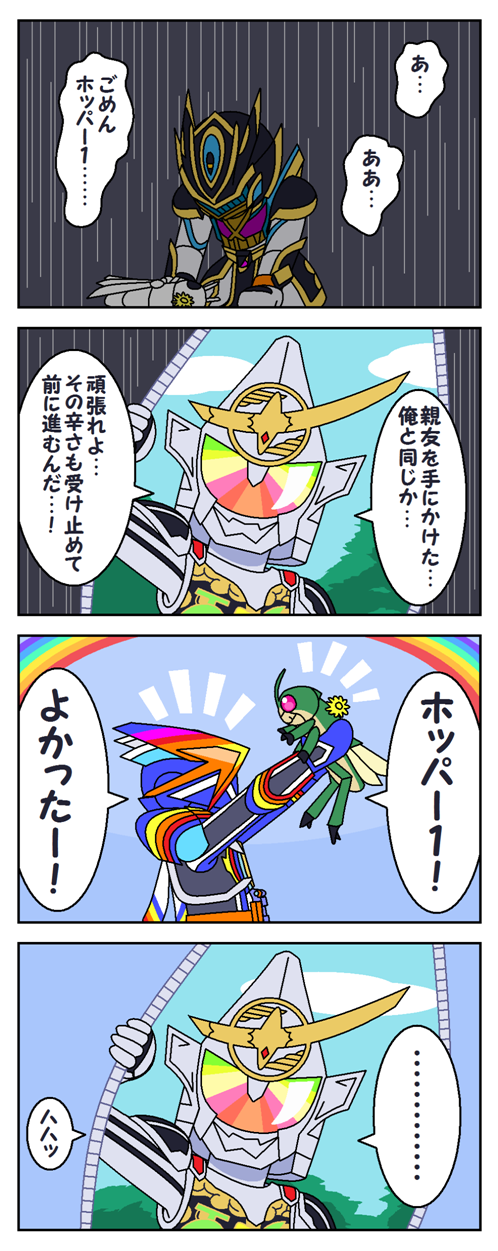 あ…
ああ…
ごめん
ホッパー1……
親友を手にかけた…
俺と同じか…
頑張れよ…
その辛さも受け止めて
前に進むんだ…!
ホッパー1!
よかったー!
…………
ハハッ